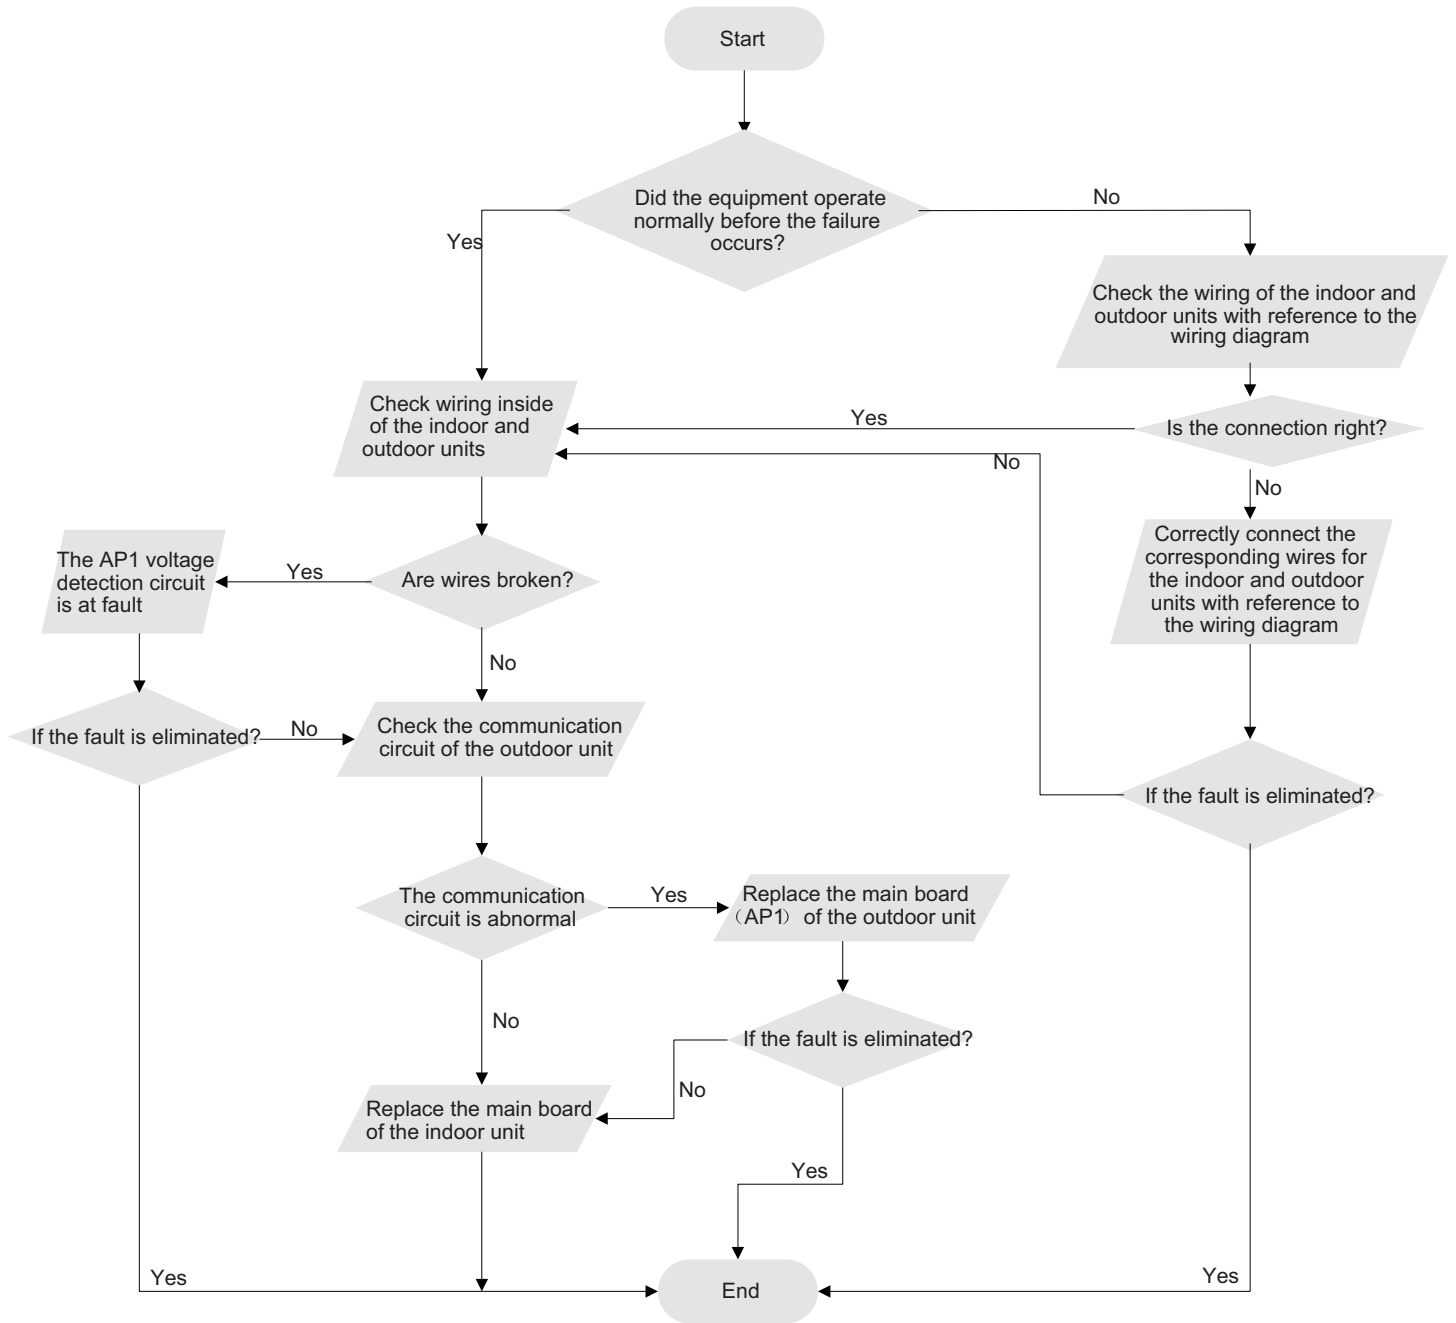 Start
Did the equipment operate
normally before the failure
occurs?
No
Yes
Check the wiring of the indoor and
outdoor units with reference to the
wiring diagram
Check wiring inside
of the indoor and
outdoor units
Yes
Is the connection right?
No
No
Correctly connect the
corresponding wires for
the indoor and outdoor
units with reference to
the wiring diagram
The AP1 voltage
detection circuit
is at fault
Yes
Are wires broken?
No
If the fault is eliminated?
No
Check the communication
circuit of the outdoor unit
If the fault is eliminated?
The communication
circuit is abnormal
Yes
Replace the main board
（AP1）of the outdoor unit
No
If the fault is eliminated?
No
Replace the main board
of the indoor unit
Yes
Yes
End
Yes